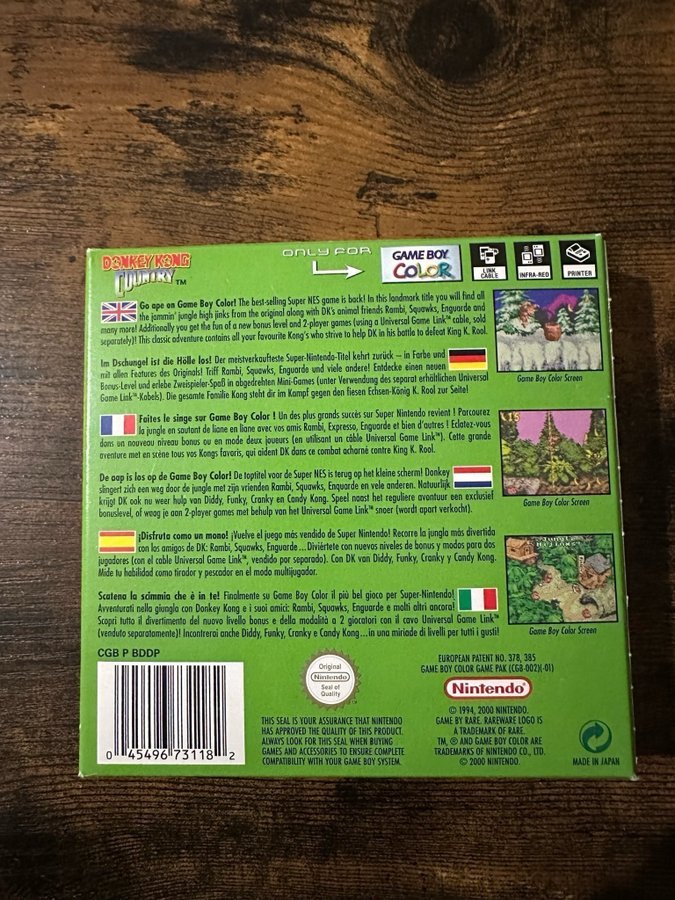 DONKEY KONG
COUNTRY™
ONLY FOR
GAME BOY
COLOR
LINK
CABLE
INFRA-RED
PRINTER
Go ape on Game Boy Color! The best-selling Super NES game is back! In this landmark title you will find all
the jammin' jungle high jinks from the original along with DK's animal friends Rambi, Squawks, Enguarde and
many more! Additionally you get the fun of a new bonus level and 2-player games (using a Universal Game Link™ cable, sold
separately)! This classic adventure contains all your favourite Kong's who strive to help DK in his battle to defeat King K. Rool.
Game Boy Color Screen
Im Dschungel ist die Hölle los! Der meistverkaufteste Super-Nintendo-Titel kehrt zurück – in Farbe und
mit allen Features des Originals! Triff Rambi, Squawks, Enguarde und viele andere! Entdecke einen neuen
Bonus-Level und erlebe Zweispieler-Spaß in abgedrehten Mini-Games (unter Verwendung des separat erhältlichen Universal
Game Link™-Kabels). Die gesamte Familie Kong steht dir im Kampf gegen den fiesen Echsen-König K. Rool zur Seite!
Faites le singe sur Game Boy Color ! Un des plus grands succès sur Super Nintendo revient ! Parcourez
la jungle en sautant de liane en liane avec vos amis Rambi, Expresso, Enguarde et bien d'autres ! Eclatez-vous
dans un nouveau niveau bonus ou en mode deux joueurs (en utilisant un câble Universal Game Link™). Cette grande
aventure met en scène tous vos Kongs favoris, qui aident DK dans ce combat acharné contre King K. Rool.
Game Boy Color Screen
De aap is los op de Game Boy Color! De toptitel voor de Super NES is terug op het kleine scherm! Donkey
slingert zich een weg door de jungle met zijn vrienden Rambi, Squawks, Enguarde en vele anderen. Natuurlijk
krijgt DK ook nu weer hulp van Diddy, Funky, Cranky en Candy Kong. Speel naast het reguliere avontuur een exclusief
bonuslevel, of waag je aan 2-player games met behulp van het Universal Game Link™ snoer (wordt apart verkocht).
¡Disfruta como un mono! ¡Vuelve el juego más vendido de Super Nintendo! Recorre la jungla más divertida
con los amigos de DK: Rambi, Squawks, Enguarde...Diviértete con nuevos niveles de bonus y modos para dos
jugadores (con el cable Universal Game Link™, vendido por separado). Con DK van Diddy, Funky, Cranky y Candy Kong.
Mide tu habilidad como tirador y pescador en el modo multijugador.
Jungle
Hijinxs
Game Boy Color Screen
Scatena la scimmia che è in te! Finalmente su Game Boy Color il più bel gioco per Super-Nintendo!
Avventurati nella giungla con Donkey Kong e i suoi amici: Rambi, Squawks, Enguarde e molti altri ancora!
Scopri tutto il divertimento del nuovo livello bonus e della modalità a 2 giocatori con il cavo Universal Game Link™
(venduto separatamente)! Incontrerai anche Diddy, Funky, Cranky e Candy Kong...in una miriade di livelli per tutti i gusti!
CGB P BDDP
0 45496 73118 2
Original
Nintendo
Seal of
Quality
THIS SEAL IS YOUR ASSURANCE THAT NINTENDO
HAS APPROVED THE QUALITY OF THIS PRODUCT.
ALWAYS LOOK FOR THIS SEAL WHEN BUYING
GAMES AND ACCESSORIES TO ENSURE COMPLETE
COMPATIBILITY WITH YOUR GAME BOY SYSTEM.
EUROPEAN PATENT NO. 378, 385
GAME BOY COLOR GAME PAK (CGB-002)(-01)
Nintendo®
© 1994, 2000 NINTENDO.
GAME BY RARE. RAREWARE LOGO IS
A TRADEMARK OF RARE.
TM, ® AND GAME BOY COLOR ARE
TRADEMARKS OF NINTENDO CO., LTD.
© 2000 NINTENDO.
MADE IN JAPAN